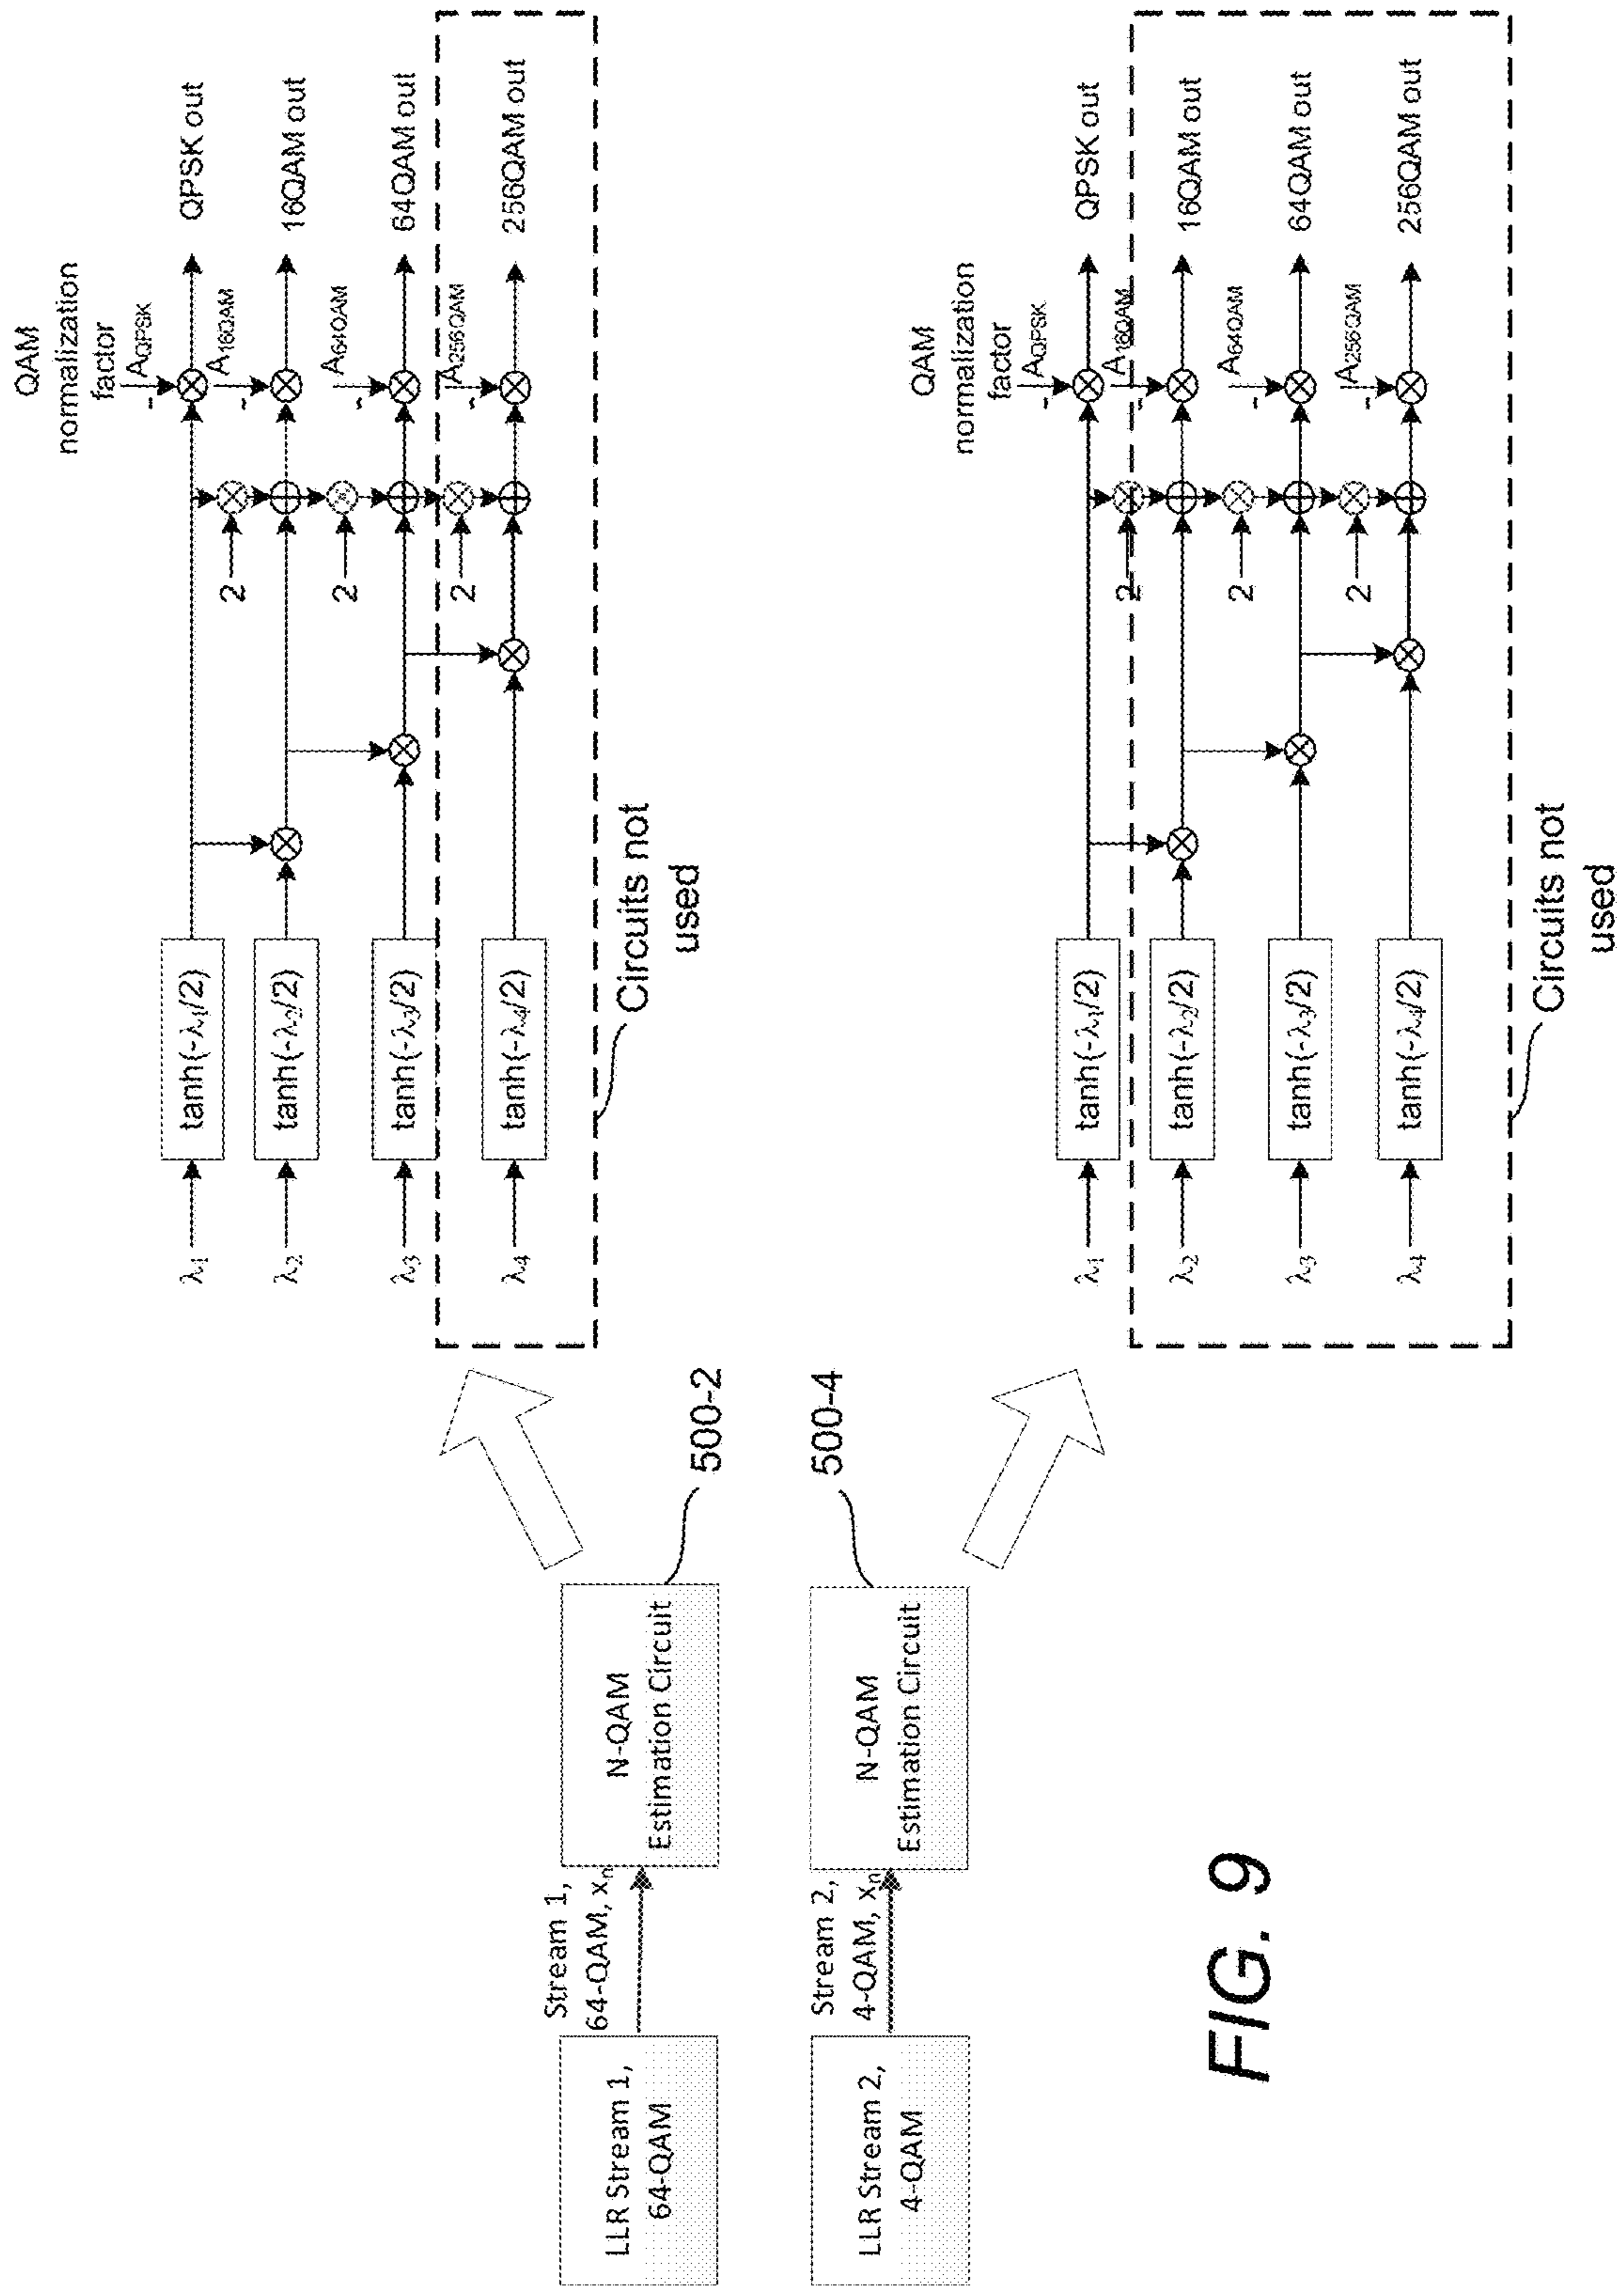 LLR Stream 1,
64-QAM
Stream 1,
64-QAM, xₙ
N-QAM
Estimation Circuit
500-2
LLR Stream 2,
4-QAM
Stream 2,
4-QAM, xₙ
N-QAM
Estimation Circuit
500-4
QAM
normalization
factor
λ₁
tanh(-λ₁/2)
A_QPSK
-
QPSK out
2
λ₂
tanh(-λ₂/2)
A_16QAM
-
16QAM out
2
λ₃
tanh(-λ₃/2)
A_64QAM
-
64QAM out
2
λ₄
tanh(-λ₄/2)
A_256QAM
-
256QAM out
Circuits not
used
QAM
normalization
factor
λ₁
tanh(-λ₁/2)
A_QPSK
-
QPSK out
2
λ₂
tanh(-λ₂/2)
A_16QAM
-
16QAM out
2
λ₃
tanh(-λ₃/2)
A_64QAM
-
64QAM out
2
λ₄
tanh(-λ₄/2)
A_256QAM
-
256QAM out
Circuits not
used
FIG. 9